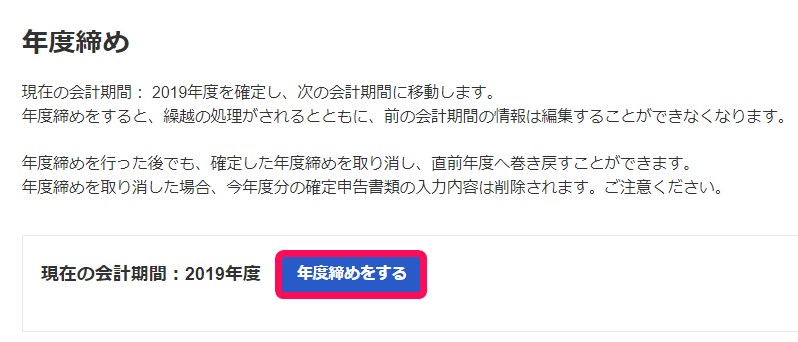 年度締め
現在の会計期間： 2019年度を確定し、次の会計期間に移動します。
年度締めをすると、繰越の処理がされるとともに、前の会計期間の情報は編集することができなくなります。
年度締めを行った後でも、確定した年度締めを取り消し、直前年度へ巻き戻すことができます。
年度締めを取り消した場合、今年度分の確定申告書類の入力内容は削除されます。ご注意ください。
現在の会計期間：2019年度 年度締めをする